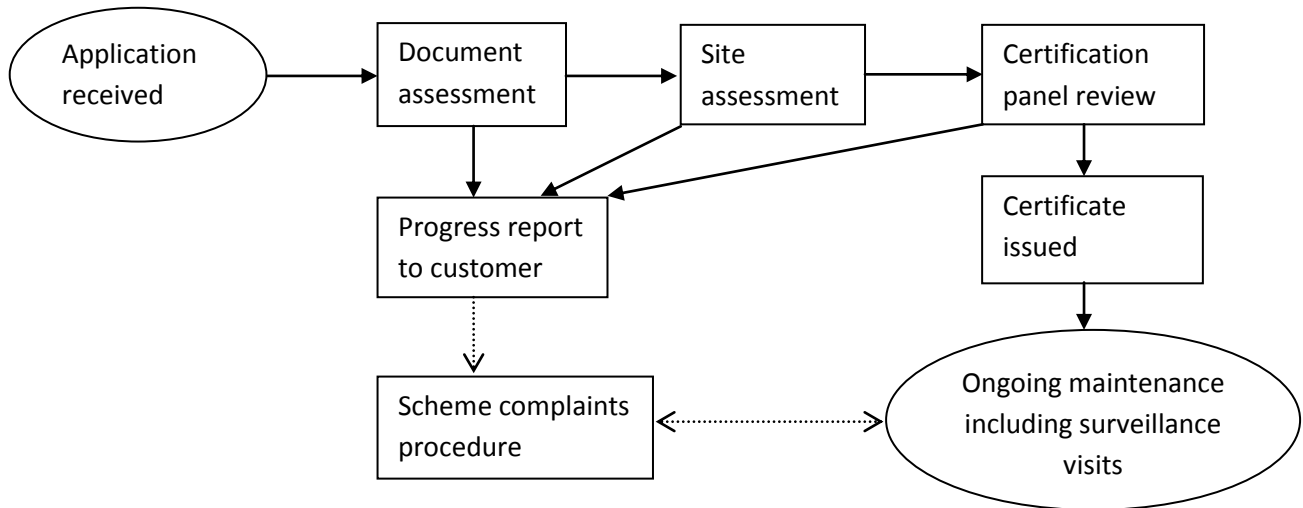 Application
received
Document
assessment
Site
assessment
Certification
panel review
Progress report
to customer
Certificate
issued
Scheme complaints
procedure
Ongoing maintenance
including surveillance
visits